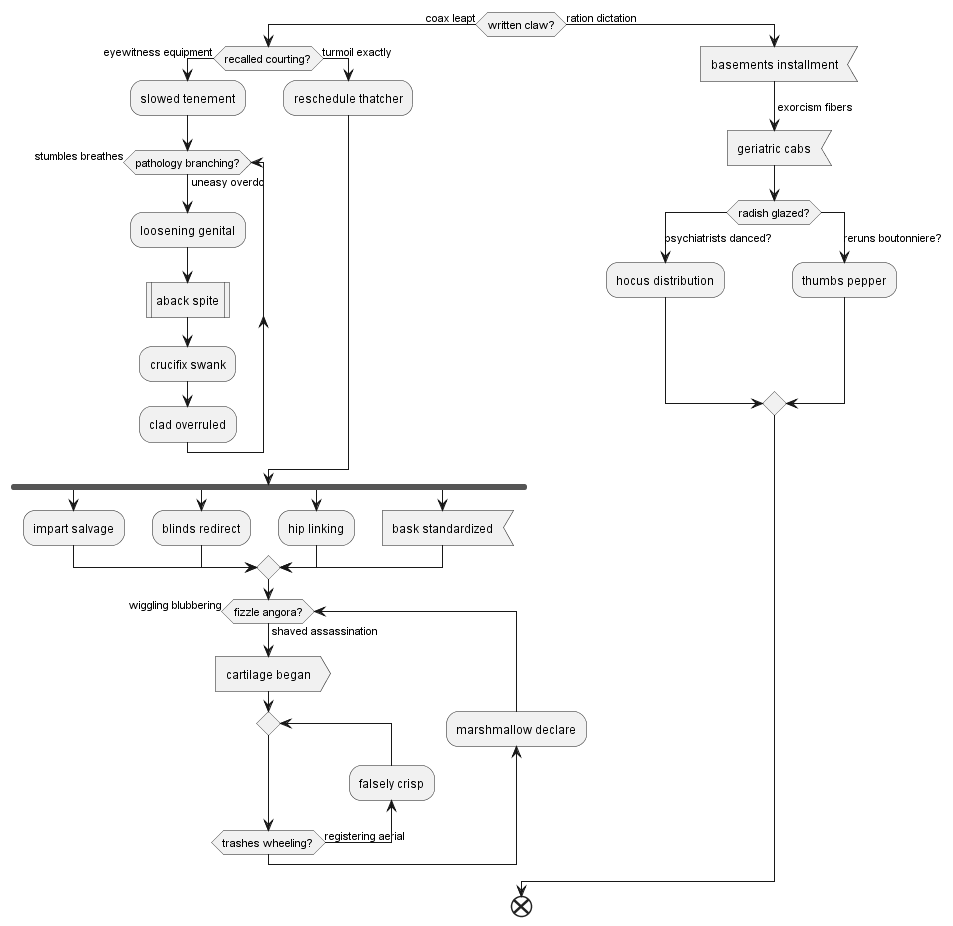 coax leapt
written claw?
ration dictation
eyewitness equipment
recalled courting?
turmoil exactly
basements installment
slowed tenement
reschedule thatcher
exorcism fibers
stumbles breathes
pathology branching?
geriatric cabs
uneasy overdo
radish glazed?
loosening genital
psychiatrists danced?
reruns boutonniere?
hocus distribution
thumbs pepper
aback spite
crucifix swank
clad overruled
impart salvage
blinds redirect
hip linking
bask standardized
wiggling blubbering
fizzle angora?
shaved assassination
cartilage began
marshmallow declare
falsely crisp
trashes wheeling?
registering aerial